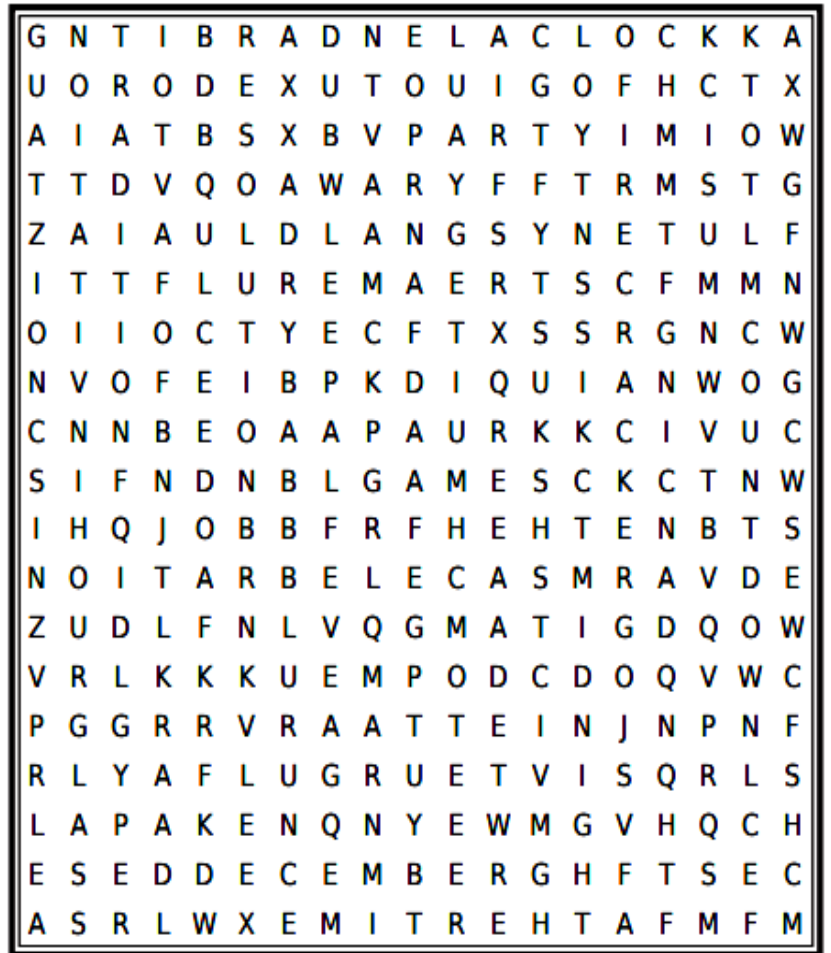 G N T I B R A D N E L A C L O C K K A
U O R O D E X U T O U I G O F H C T X
A I A T B S X B V P A R T Y I M I O W
T T D V Q O A W A R Y F F T R M S T G
Z A I A U L D L A N G S Y N E T U L F
I T T F L U R E M A E R T S C F M M N
O I I O C T Y E C F T X S S R G N C W
N V O F E I B P K D I Q U I A N W O G
C N N B E O A A P A U R K K C I V U C
S I F N D N B L G A M E S C K C T N W
I H Q J O B B F R F H E H T E N B T S
N O I T A R B E L E C A S M R A V D E
Z U D L F N L V Q G M A T I G D Q O W
V R L K K K U E M P O D C D O Q V W C
P G G R R V R A A T T E I N J N P N F
R L Y A F L U G R U E T V I S Q R L S
L A P A K E N Q N Y E W M G V H Q C H
E S E D D E C E M B E R G H F T S E C
A S R L W X E M I T R E H T A F M F M